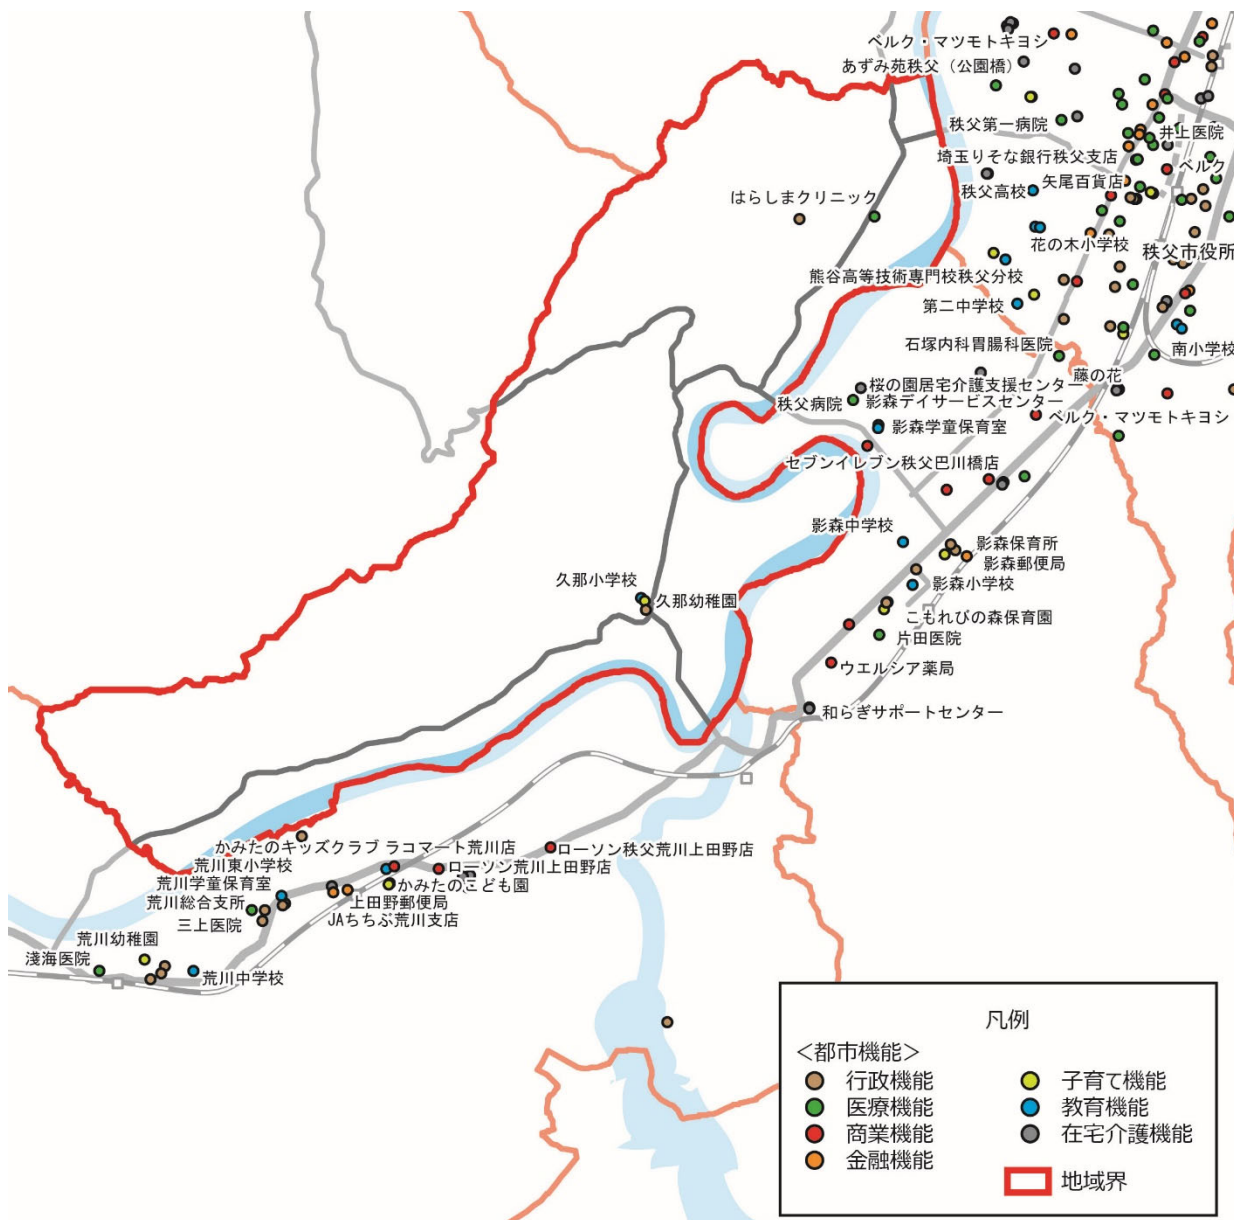 ベルク・マツモトキヨシ
あずみ苑秩父（公園橋）
秩父第一病院
井上医院
埼玉りそな銀行秩父支店
ベルク
矢尾百貨店
秩父高校
はらしまクリニック
花の木小学校
秩父市役所
熊谷高等技術専門校秩父分校
第二中学校
石塚内科胃腸科医院
南小学校
藤の花
桜の園居宅介護支援センター
秩父病院
影森デイサービスセンター
ベルク・マツモトキヨシ
影森学童保育室
セブンイレブン秩父巴川橋店
影森中学校
影森保育所
影森郵便局
久那小学校
影森小学校
久那幼稚園
こもれびの森保育園
片田医院
ウエルシア薬局
和らぎサポートセンター
かみたのキッズクラブ
ラコマート荒川店
ローソン秩父荒川上田野店
荒川東小学校
ローソン荒川上田野店
荒川学童保育室
かみたのこども園
荒川総合支所
上田野郵便局
三上医院
JAちちぶ荒川支店
荒川幼稚園
淺海医院
荒川中学校
凡例
＜都市機能＞
行政機能
子育て機能
医療機能
教育機能
商業機能
在宅介護機能
金融機能
地域界